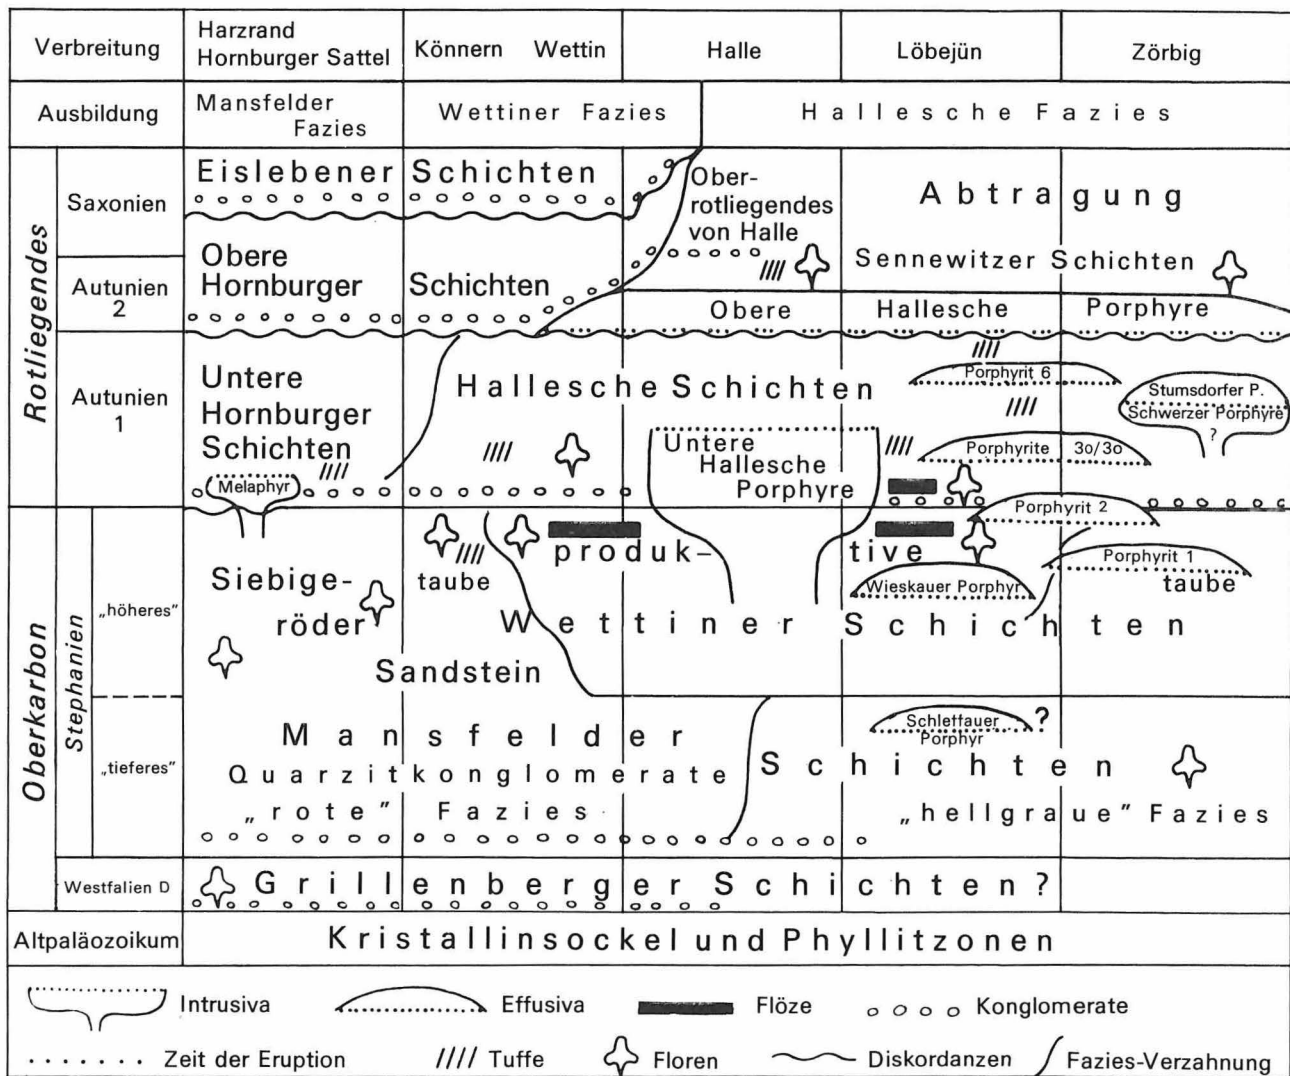 Verbreitung
Harzrand
Hornburger Sattel
Könnern Wettin
Halle
Löbejün
Zörbig
Ausbildung
Mansfelder
Fazies
Wettiner Fazies
Hallesche Fazies
Rotliegendes
Saxonien
Eislebener Schichten
Ober-
rotliegendes
von Halle
Abtragung
Autunien
2
Obere
Hornburger Schichten
Sennewitzer Schichten
Obere Hallesche Porphyre
Autunien
1
Untere
Hornburger
Schichten
Hallesche Schichten
Porphyrit 6
Stumsdorfer P.
Schwerzer Porphyre
?
Untere
Hallesche
Porphyre
Porphyrite 3o/3o
Melaphyr
Porphyrit 2
Oberkarbon
Stephanien
„höheres"
Siebige-
röder
Sandstein
taube
produk-tive
Porphyrit 1
taube
Wieskauer Porphyr
Wettiner Schichten
„tieferes"
Mansfelder Schichten
Schlettauer ?
Porphyr
Quarzitkonglomerate
„rote" Fazies
„hellgraue" Fazies
Westfalien D
Grillenberger Schichten?
Altpaläozoikum
Kristallinsockel und Phyllitzonen
Intrusiva
Effusiva
Flöze
Konglomerate
Zeit der Eruption
Tuffe
Floren
Diskordanzen
Fazies-Verzahnung